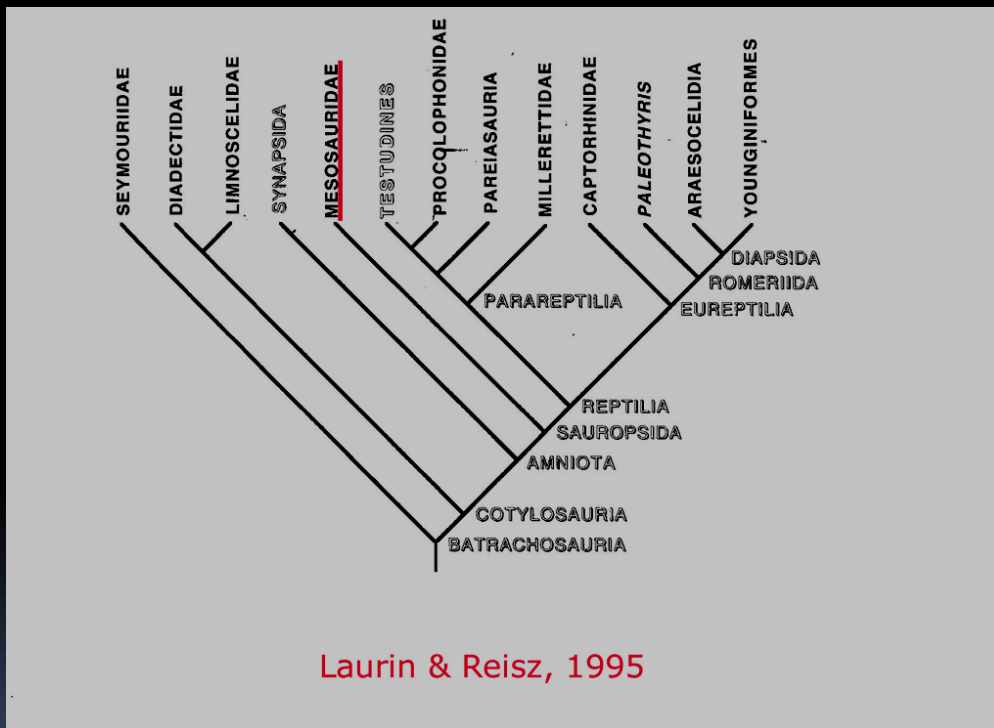 SEYMOURIIDAE
DIADECTIDAE
LIMNOSCELIDAE
SYNAPSIDA
MESOSAURIDAE
TESTUDINES
PROCOLOPHONIDAE
PAREIASAURIA
MILLERETTIDAE
CAPTORHINIDAE
PALEOTHYRIS
ARAESOCELIDIA
YOUNGINIFORMES
DIAPSIDA
ROMERIIDA
PARAREPTILIA
EUREPTILIA
REPTILIA
SAUROPSIDA
AMNIOTA
COTYLOSAURIA
BATRACHOSAURIA
Laurin & Reisz, 1995